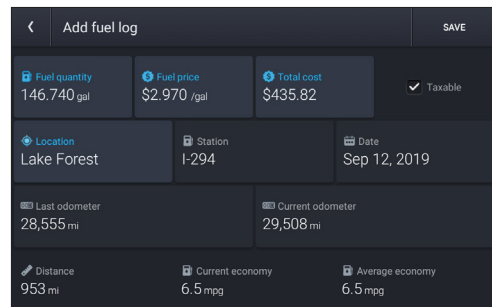 Add fuel log
SAVE
Fuel quantity
Fuel price
Total cost
146.740 gal
$2.970 /gal
$435.82
Taxable
Location
Station
Date
Lake Forest
I-294
Sep 12, 2019
Last odometer
Current odometer
28,555 mi
29,508 mi
Distance
Current economy
Average economy
953 mi
6.5 mpg
6.5 mpg